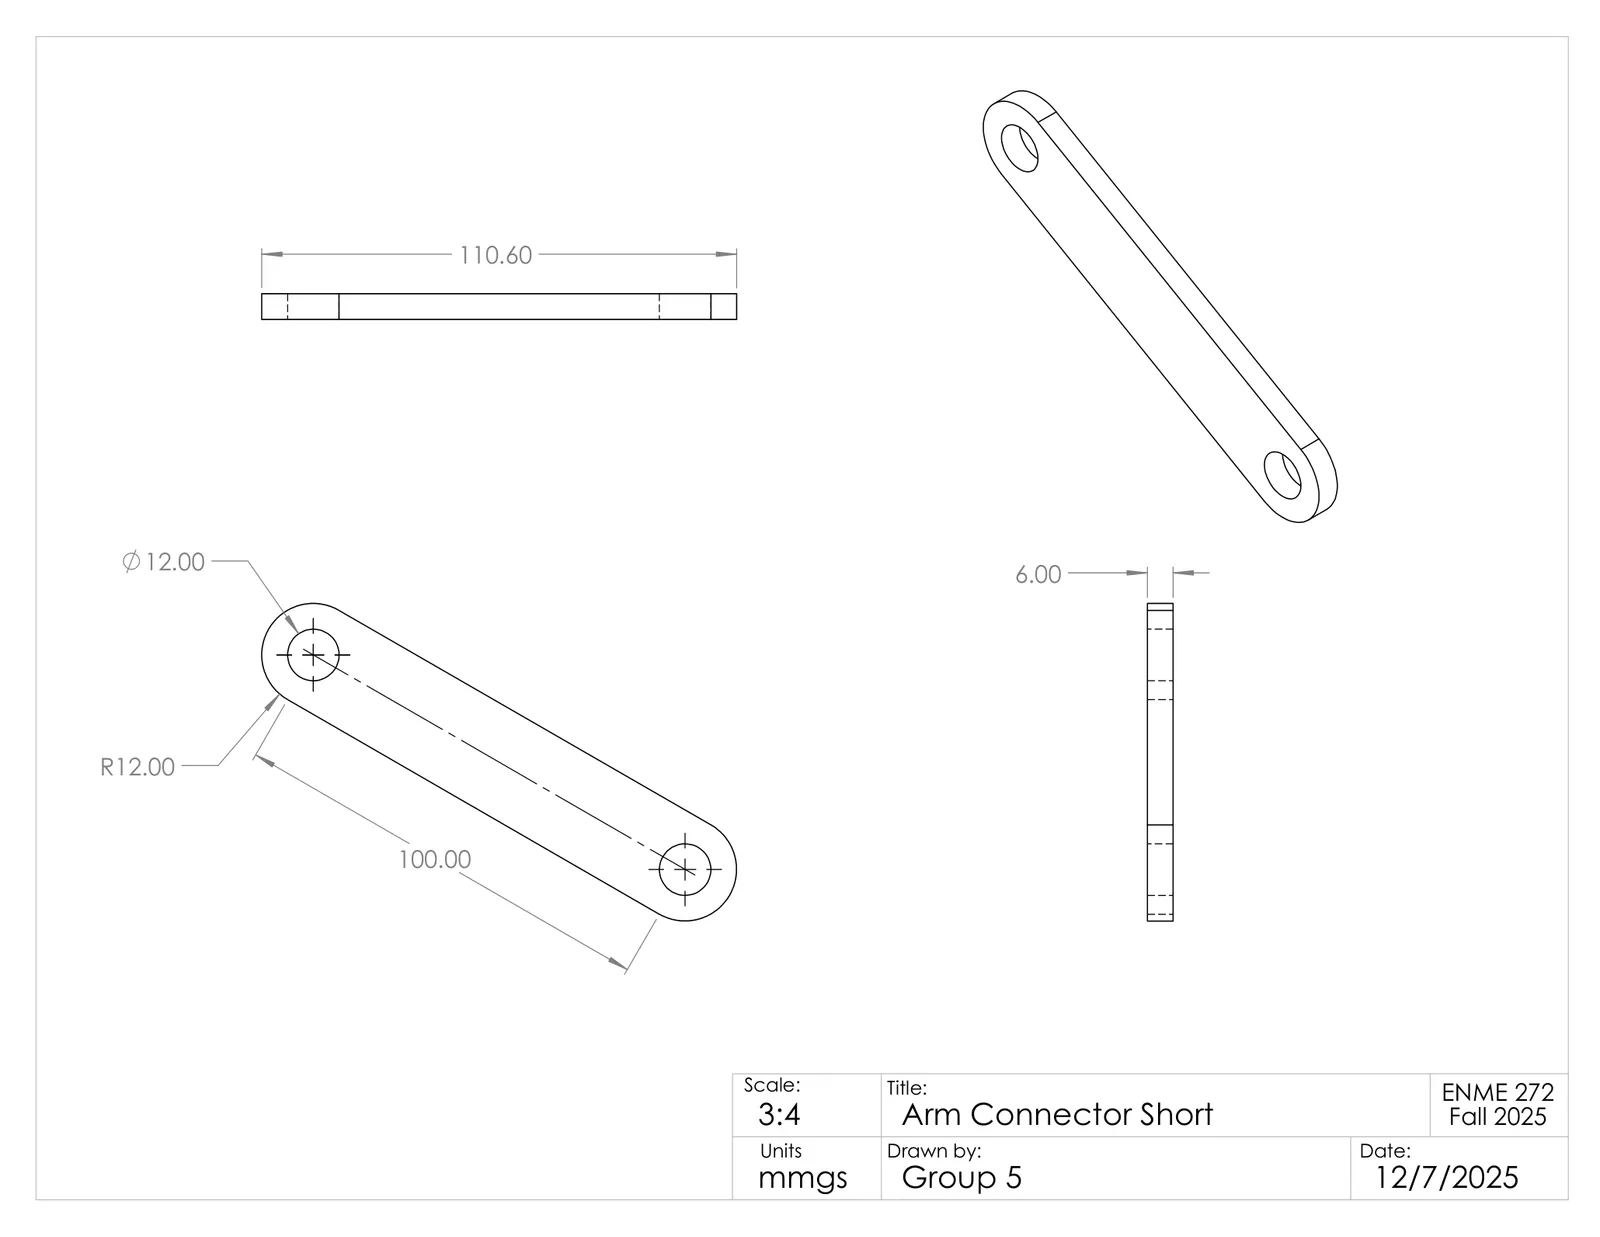 110.60
⌀12.00
6.00
R12.00
100.00
Scale:
3:4
Title:
Arm Connector Short
ENME 272
Fall 2025
Units
mmgs
Drawn by:
Group 5
Date:
12/7/2025